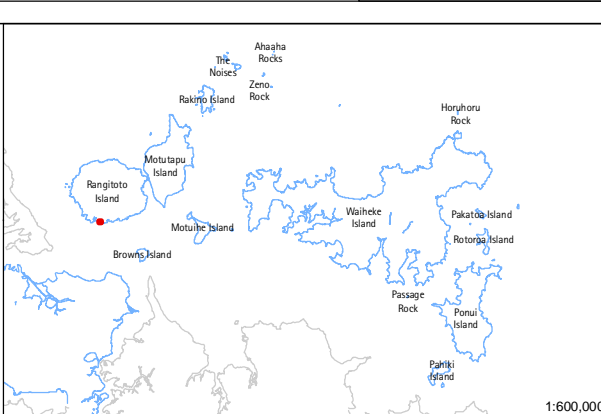 The
Noises
Ahaaha
Rocks
Zeno
Rock
Rakino Island
Horuhoru
Rock
Motutapu
Island
Rangitoto
Island
Motuihe Island
Waiheke
Island
Pakatoa Island
Rotoroa Island
Browns Island
Passage
Rock
Ponui
Island
Pahiki
Island
1:600,000